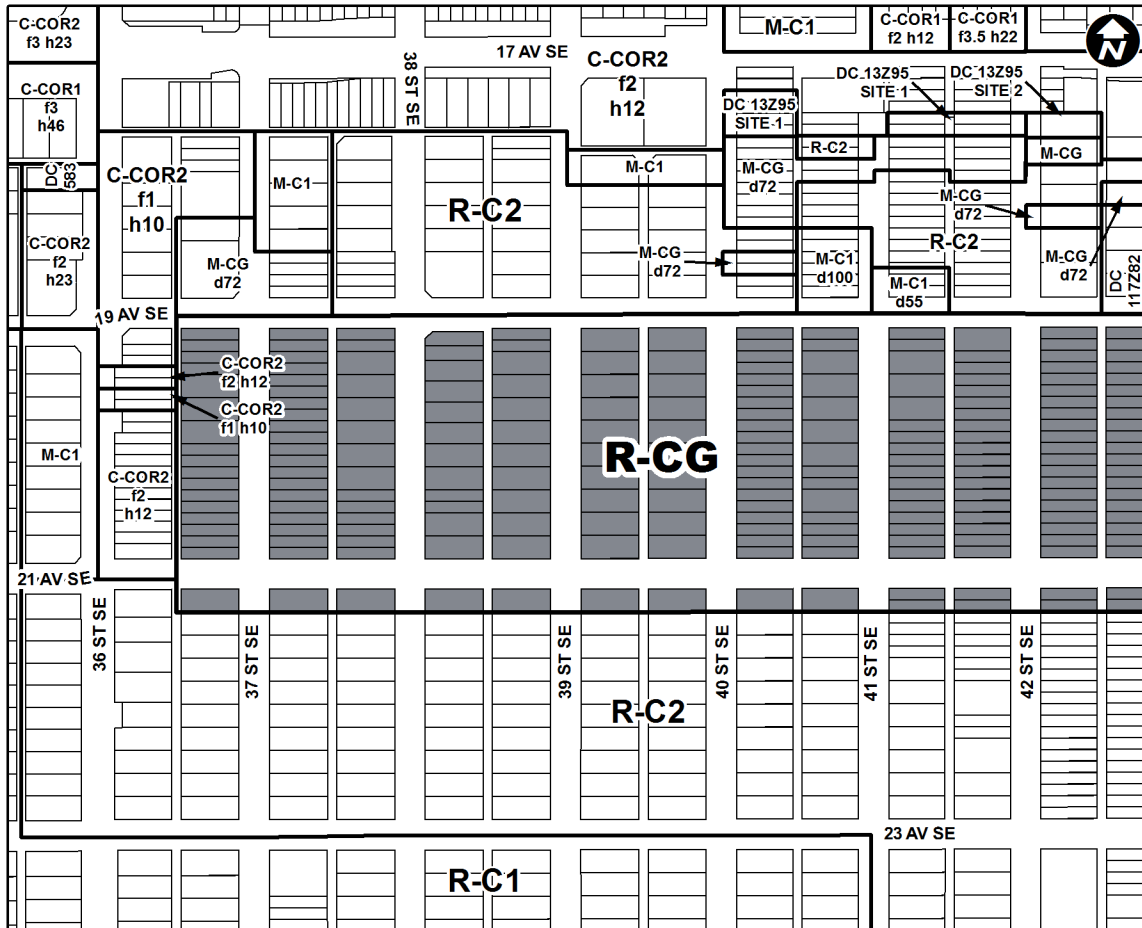 C-COR2
f3 h23
M-C1
C-COR1
f2 h12
C-COR1
f3.5 h22
N
17 AV SE
38 ST SE
C-COR2
f2
h12
C-COR1
f3
h46
DC 13Z95
SITE 1
DC 13Z95
SITE 2
DC 13Z95
SITE 1
R-C2
M-CG
DC
583
C-COR2
f1
h10
M-C1
R-C2
M-C1
M-CG
d72
M-CG
d72
R-C2
C-COR2
f2
h23
M-CG
d72
M-CG
d72
M-C1
d100
M-C1
d55
M-CG
d72
DC
117Z82
19 AV SE
C-COR2
f2 h12
C-COR2
f1 h10
M-C1
R-CG
C-COR2
f2
h12
21 AV SE
36 ST SE
37 ST SE
39 ST SE
40 ST SE
41 ST SE
42 ST SE
R-C2
23 AV SE
R-C1